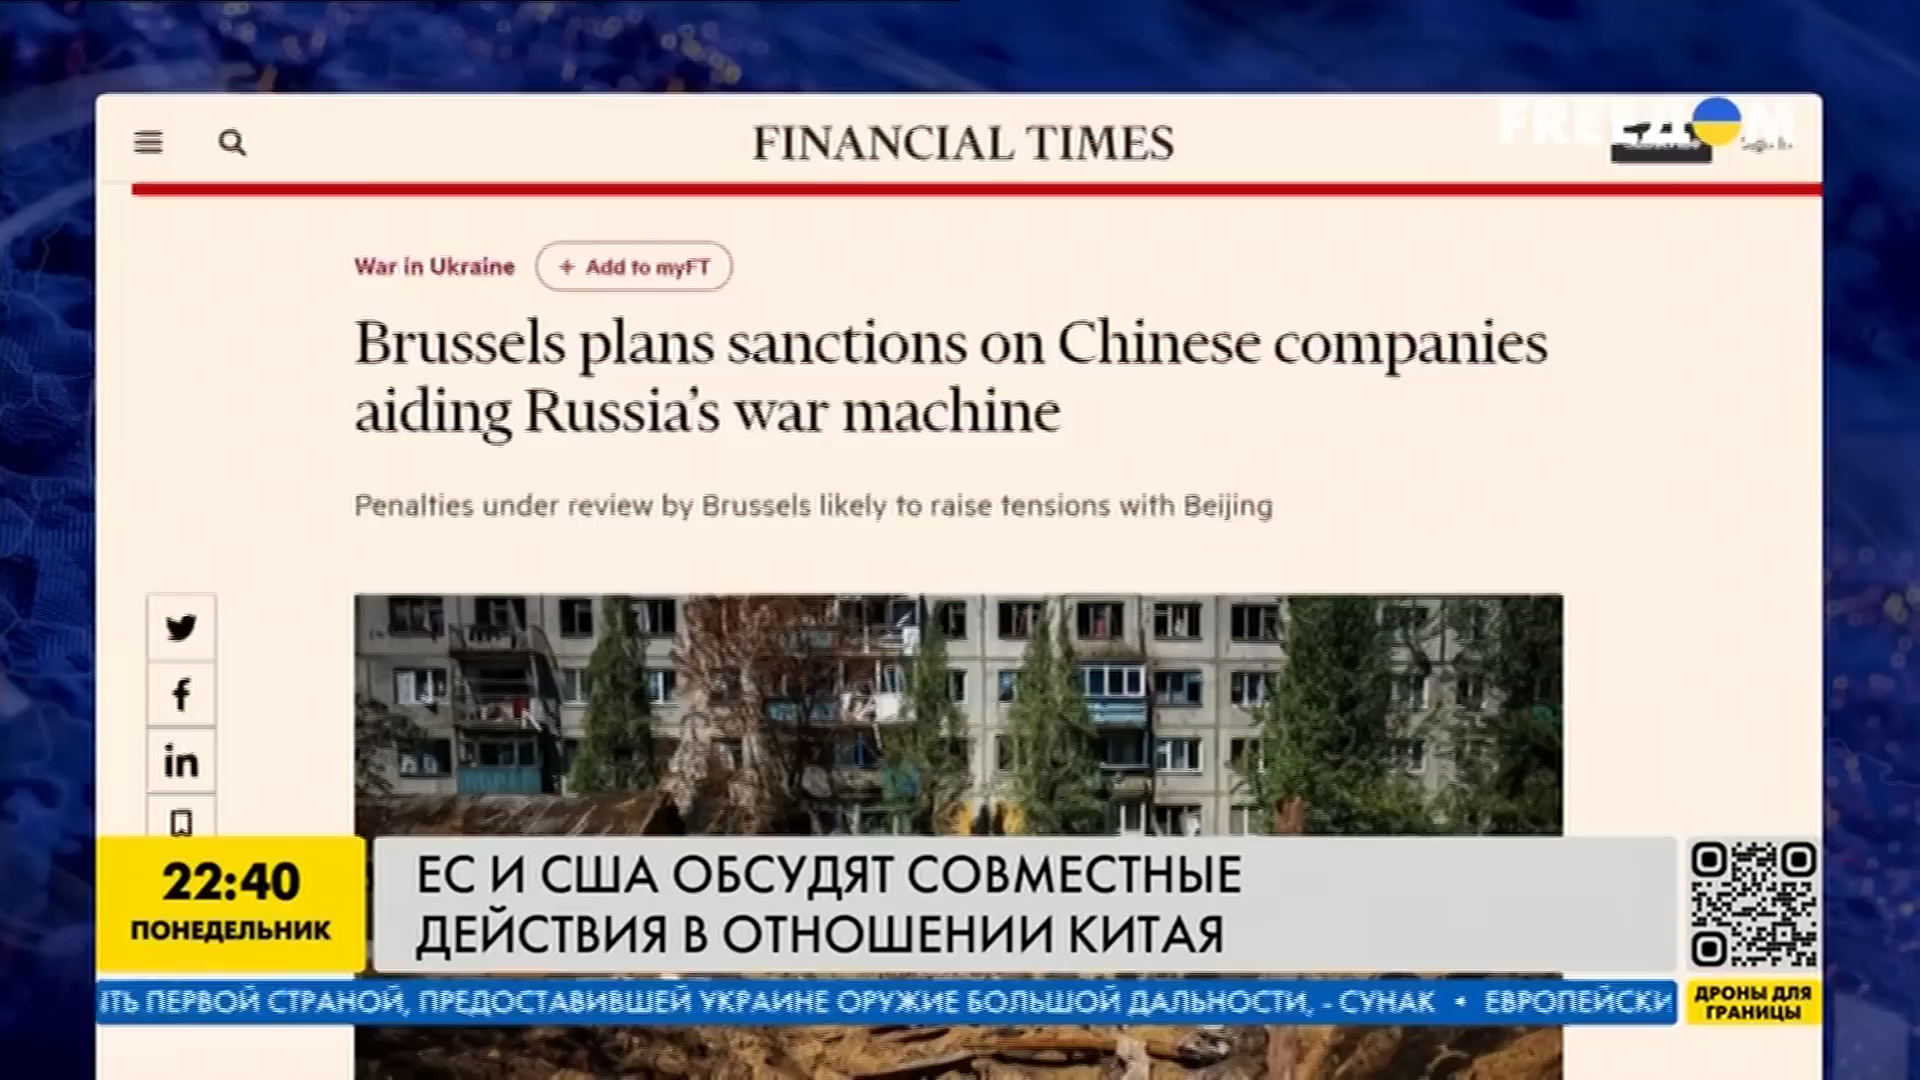 FINANCIAL TIMES
FREEDOM
War in Ukraine
+ Add to myFT
Brussels plans sanctions on Chinese companies
aiding Russia's war machine
Penalties under review by Brussels likely to raise tensions with Beijing
22:40
ПОНЕДЕЛЬНИК
ЕС И США ОБСУДЯТ СОВМЕСТНЫЕ
ДЕЙСТВИЯ В ОТНОШЕНИИ КИТАЯ
ПЕРВОЙ СТРАНОЙ, ПРЕДОСТАВИВШЕЙ УКРАИНЕ ОРУЖИЕ БОЛЬШОЙ ДАЛЬНОСТИ, - СУНАК • ЕВРОПЕЙСКИ
ДРОНЫ ДЛЯ
ГРАНИЦЫ